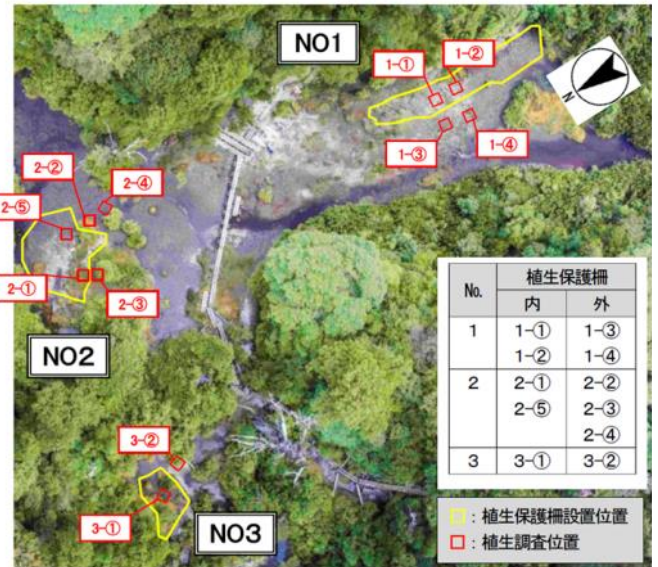 NO1
1-②
1-①
1-③
1-④
N
2-②
2-④
2-⑤
2-①
2-③
NO2
3-②
3-①
NO3
No.
植生保護柵
内
外
1
1-①
1-③
1-②
1-④
2
2-①
2-②
2-⑤
2-③
2-④
3
3-①
3-②
：植生保護柵設置位置
：植生調査位置